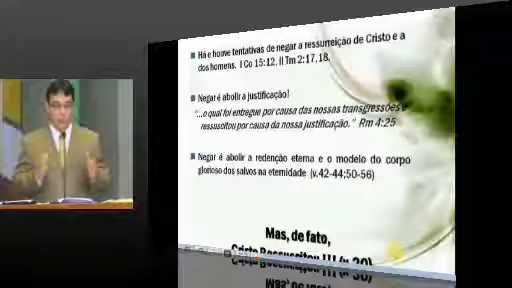 Há e houve tentativas de negar a ressurreição de Cristo e a
dos homens. I Co 15:12, II Tm 2:17,18.
Negar é abolir a justificação!
"...o qual foi entregue por causa das nossas transgressões e
ressuscitou por causa da nossa justificação." Rm 4:25
Negar é abolir a redenção eterna e o modelo do corpo
glorioso dos salvos na eternidade (v.42-44;50-56)
Mas, de fato,
Cristo Ressuscitou !!! (v.20)